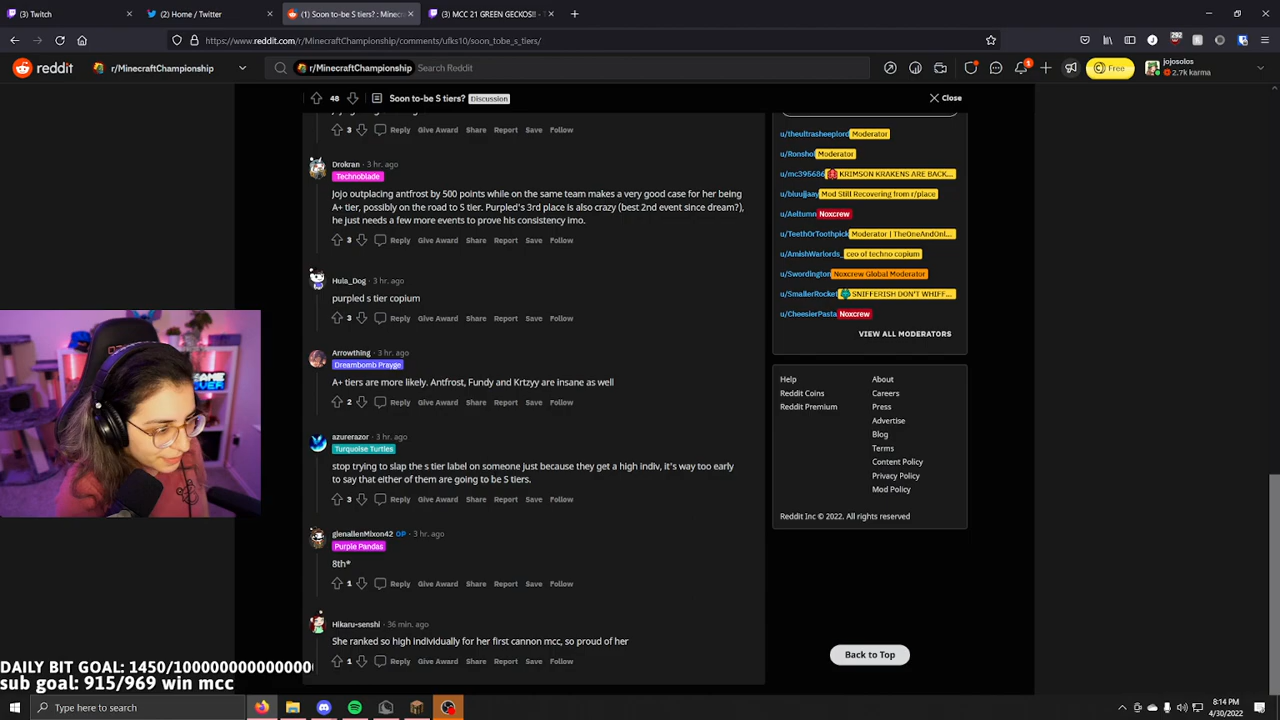 (3) Twitch
(2) Home / Twitter
(1) Soon to-be S tiers? : Minec
(3) MCC 21 GREEN GECKOS!! - T
https://www.reddit.com/r/MinecraftChampionship/comments/ufks10/soon_tobe_s_tiers/
292
reddit
r/MinecraftChampionship
r/MinecraftChampionship
Search Reddit
1
Free
jojosolos
2.7k karma
48
Soon to-be S tiers?
Discussion
Close
3 Reply Give Award Share Report Save Follow
Drokran · 3 hr. ago
Technoblade
Jojo outplacing antfrost by 500 points while on the same team makes a very good case for her being
A+ tier, possibly on the road to S tier. Purpled's 3rd place is also crazy (best 2nd event since dream?),
he just needs a few more events to prove his consistency imo.
3 Reply Give Award Share Report Save Follow
Hula_Dog · 3 hr. ago
purpled s tier copium
3 Reply Give Award Share Report Save Follow
Arrowthing · 3 hr. ago
Dreambomb Prayge
A+ tiers are more likely. Antfrost, Fundy and Krtzyy are insane as well
2 Reply Give Award Share Report Save Follow
azurerazor · 3 hr. ago
Turquoise Turtles
stop trying to slap the s tier label on someone just because they get a high indiv, it's way too early
to say that either of them are going to be S tiers.
3 Reply Give Award Share Report Save Follow
glenallenMixon42 OP · 3 hr. ago
Purple Pandas
8th*
1 Reply Give Award Share Report Save Follow
Hikaru-senshi · 36 min. ago
She ranked so high individually for her first cannon mcc, so proud of her
1 Reply Give Award Share Report Save Follow
u/theultrasheeplord Moderator
u/Ronshol Moderator
u/mc395686 KRIMSON KRAKENS ARE BACK...
u/bluujjaay Mod Still Recovering from r/place
u/Aeltumn Noxcrew
u/TeethOrToothpick Moderator | TheOneAndOnl...
u/AmishWarlords_ ceo of techno copium
u/Swordington Noxcrew Global Moderator
u/SmallerRocket SNIFFERISH DON'T WHIFF...
u/CheesierPasta Noxcrew
VIEW ALL MODERATORS
Help
Reddit Coins
Reddit Premium
About
Careers
Press
Advertise
Blog
Terms
Content Policy
Privacy Policy
Mod Policy
Reddit Inc © 2022. All rights reserved
Back to Top
GAME
OVER
DAILY BIT GOAL: 1450/10000000000000
sub goal: 915/969 win mcc
Type here to search
8:14 PM
4/30/2022